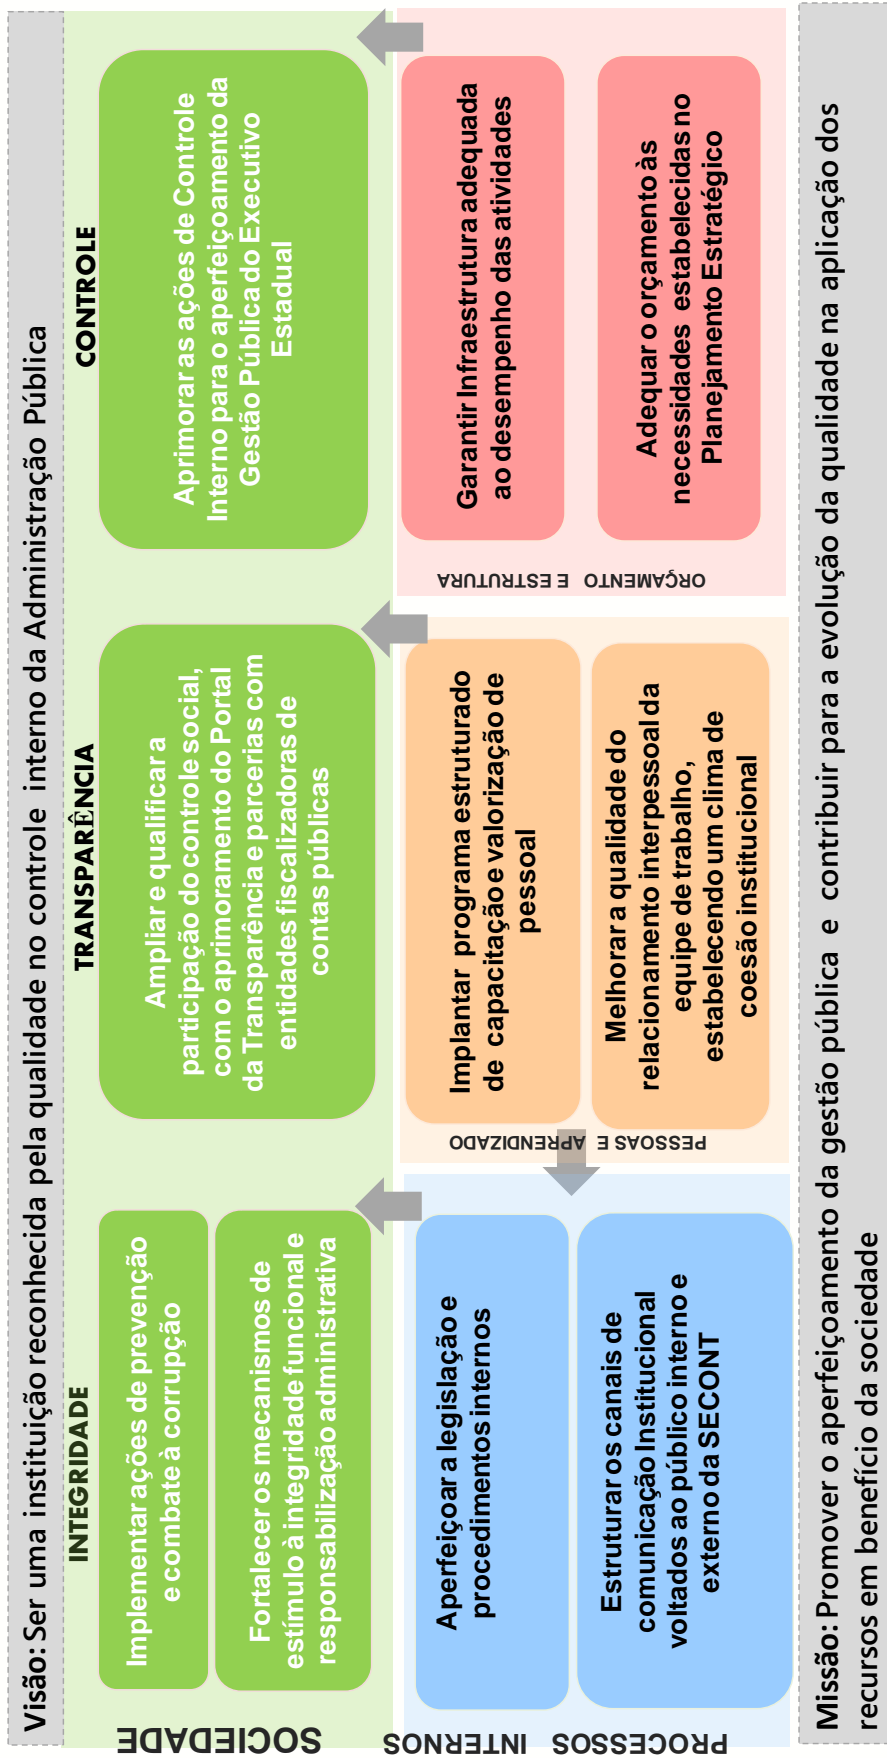 Visão: Ser uma instituição reconhecida pela qualidade no controle interno da Administração Pública
SOCIEDADE
INTEGRIDADE
Implementar ações de prevenção
e combate à corrupção
Fortalecer os mecanismos de
estímulo à integridade funcional e
responsabilização administrativa
TRANSPARÊNCIA
Ampliar e qualificar a
participação do controle social,
com o aprimoramento do Portal
da Transparência e parcerias com
entidades fiscalizadoras de
contas públicas
CONTROLE
Aprimorar as ações de Controle
Interno para o aperfeiçoamento da
Gestão Pública do Executivo
Estadual
PROCESSOS INTERNOS
Aperfeiçoar a legislação e
procedimentos internos
Estruturar os canais de
comunicação Institucional
voltados ao público interno e
externo da SECONT
PESSOAS E APRENDIZADO
Implantar programa estruturado
de capacitação e valorização de
pessoal
Melhorar a qualidade do
relacionamento interpessoal da
equipe de trabalho,
estabelecendo um clima de
coesão institucional
ORÇAMENTO E ESTRUTURA
Garantir Infraestrutura adequada
ao desempenho das atividades
Adequar o orçamento às
necessidades estabelecidas no
Planejamento Estratégico
Missão: Promover o aperfeiçoamento da gestão pública e contribuir para a evolução da qualidade na aplicação dos
recursos em benefício da sociedade